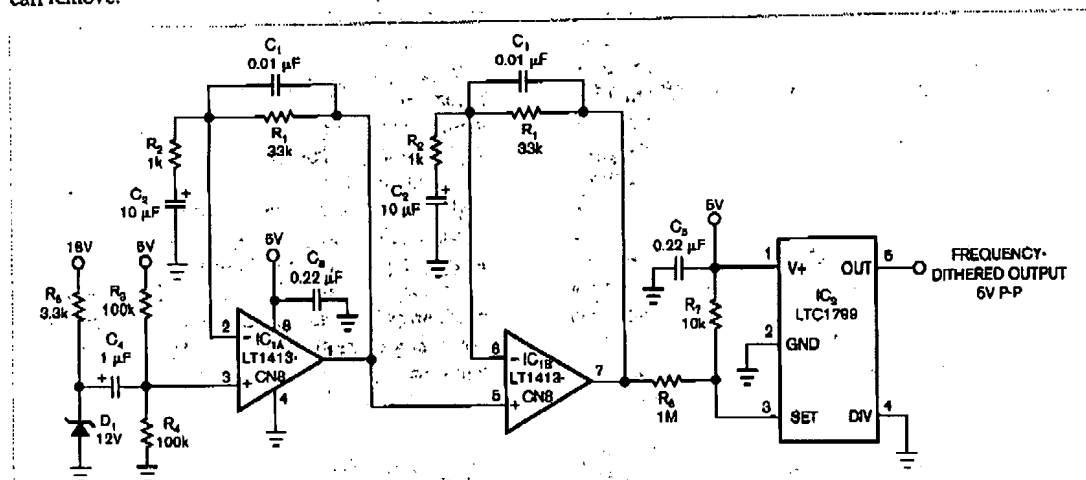 can remove.
C₁
0.01 µF
R₁
33k
R₂
1k
C₂
10 µF
+
C₁
0.01 µF
R₁
33k
R₂
1k
C₂
10 µF
+
18V
R₅
3.3k
5V
R₃
100k
C₄
1 µF
+
D₁
12V
R₄
100k
5V
C₃
0.22 µF
8
2
−
IC₁A
LT1413-
CN8
3
+
1
4
6
−
IC₁B
LT1413-
CN8
5
+
7
R₆
1M
5V
C₅
0.22 µF
R₇
10k
1
V+
OUT
5
IC₂
LTC1799
2
GND
3
SET
DIV
4
FREQUENCY-
DITHERED OUTPUT
5V P-P